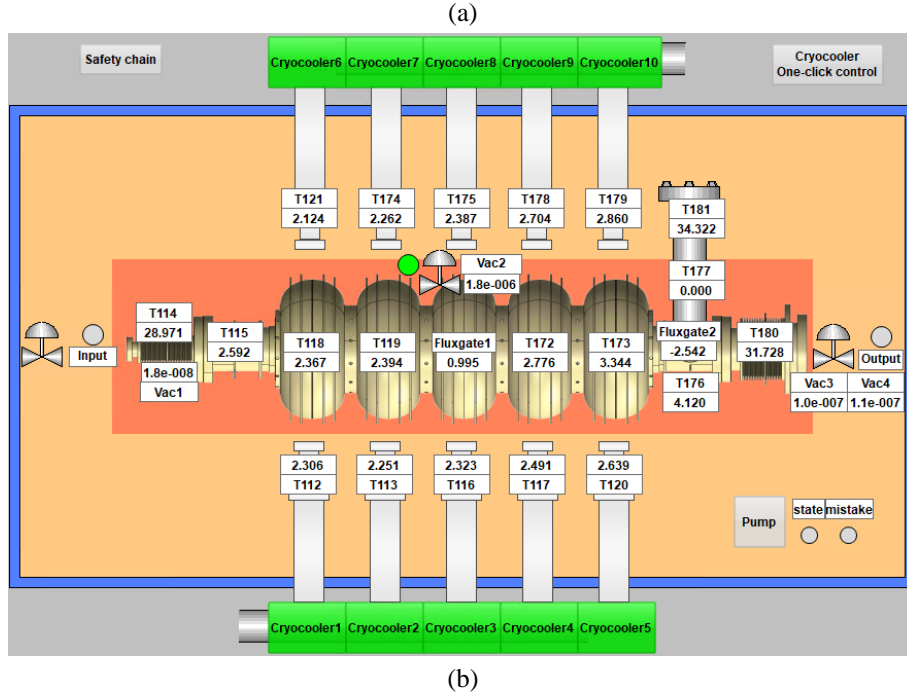 (a)
Safety chain
Cryocooler6 Cryocooler7 Cryocooler8 Cryocooler9 Cryocooler10
Cryocooler
One-click control
T121 T174 T175 T178 T179
2.124 2.262 2.387 2.704 2.860
T181
34.322
Vac2
1.8e-006
T177
0.000
T114
28.971
T115
2.592
T118
2.367
T119
2.394
Fluxgate1
0.995
T172
2.776
T173
3.344
Fluxgate2
-2.542
T180
31.728
Input
Output
1.8e-008
Vac1
T176
4.120
Vac3 Vac4
1.0e-007 1.1e-007
2.306 2.251 2.323 2.491 2.639
T112 T113 T116 T117 T120
Pump
state mistake
Cryocooler1 Cryocooler2 Cryocooler3 Cryocooler4 Cryocooler5
(b)